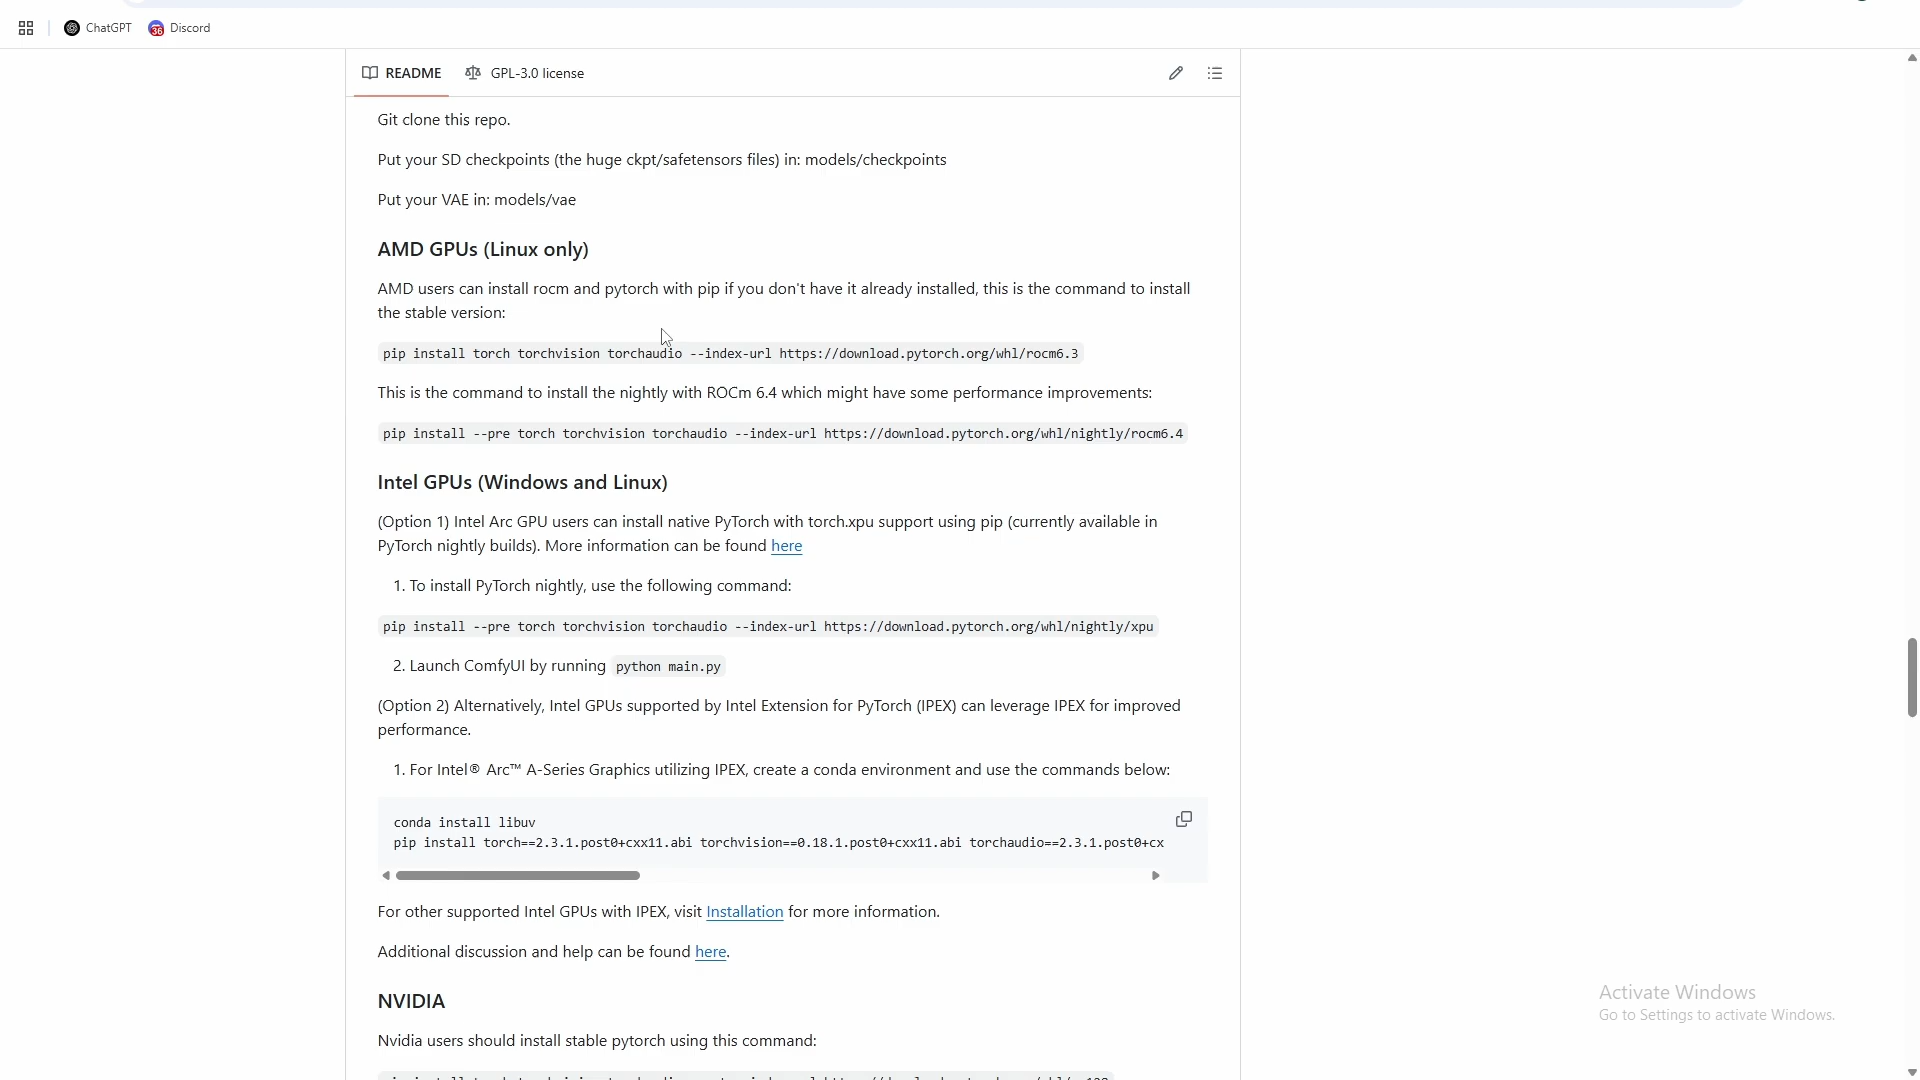 ChatGPT
Discord
README
GPL-3.0 license
Git clone this repo.
Put your SD checkpoints (the huge ckpt/safetensors files) in: models/checkpoints
Put your VAE in: models/vae
AMD GPUs (Linux only)
AMD users can install rocm and pytorch with pip if you don't have it already installed, this is the command to install
the stable version:
pip install torch torchvision torchaudio --index-url https://download.pytorch.org/whl/rocm6.3
This is the command to install the nightly with ROCm 6.4 which might have some performance improvements:
pip install --pre torch torchvision torchaudio --index-url https://download.pytorch.org/whl/nightly/rocm6.4
Intel GPUs (Windows and Linux)
(Option 1) Intel Arc GPU users can install native PyTorch with torch.xpu support using pip (currently available in
PyTorch nightly builds). More information can be found here
1. To install PyTorch nightly, use the following command:
pip install --pre torch torchvision torchaudio --index-url https://download.pytorch.org/whl/nightly/xpu
2. Launch ComfyUI by running python main.py
(Option 2) Alternatively, Intel GPUs supported by Intel Extension for PyTorch (IPEX) can leverage IPEX for improved
performance.
1. For Intel® Arc™ A-Series Graphics utilizing IPEX, create a conda environment and use the commands below:
conda install libuv
pip install torch==2.3.1.post0+cxx11.abi torchvision==0.18.1.post0+cxx11.abi torchaudio==2.3.1.post0+cx
For other supported Intel GPUs with IPEX, visit Installation for more information.
Additional discussion and help can be found here.
NVIDIA
Nvidia users should install stable pytorch using this command:
Activate Windows
Go to Settings to activate Windows.